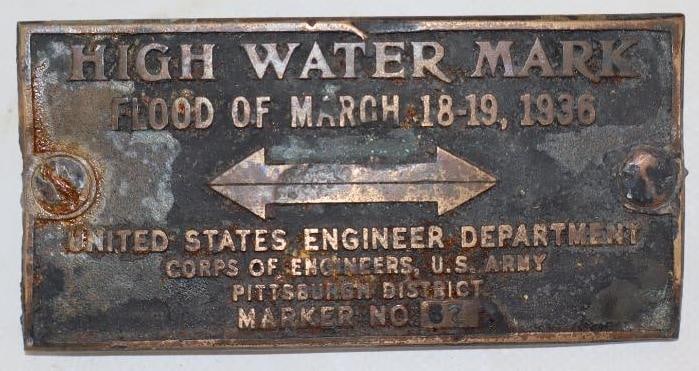 HIGH WATER MARK
FLOOD OF MARCH 18-19, 1936
UNITED STATES ENGINEER DEPARTMENT
CORPS OF ENGINEERS, U.S. ARMY
PITTSBURGH DISTRICT
MARKER NO.